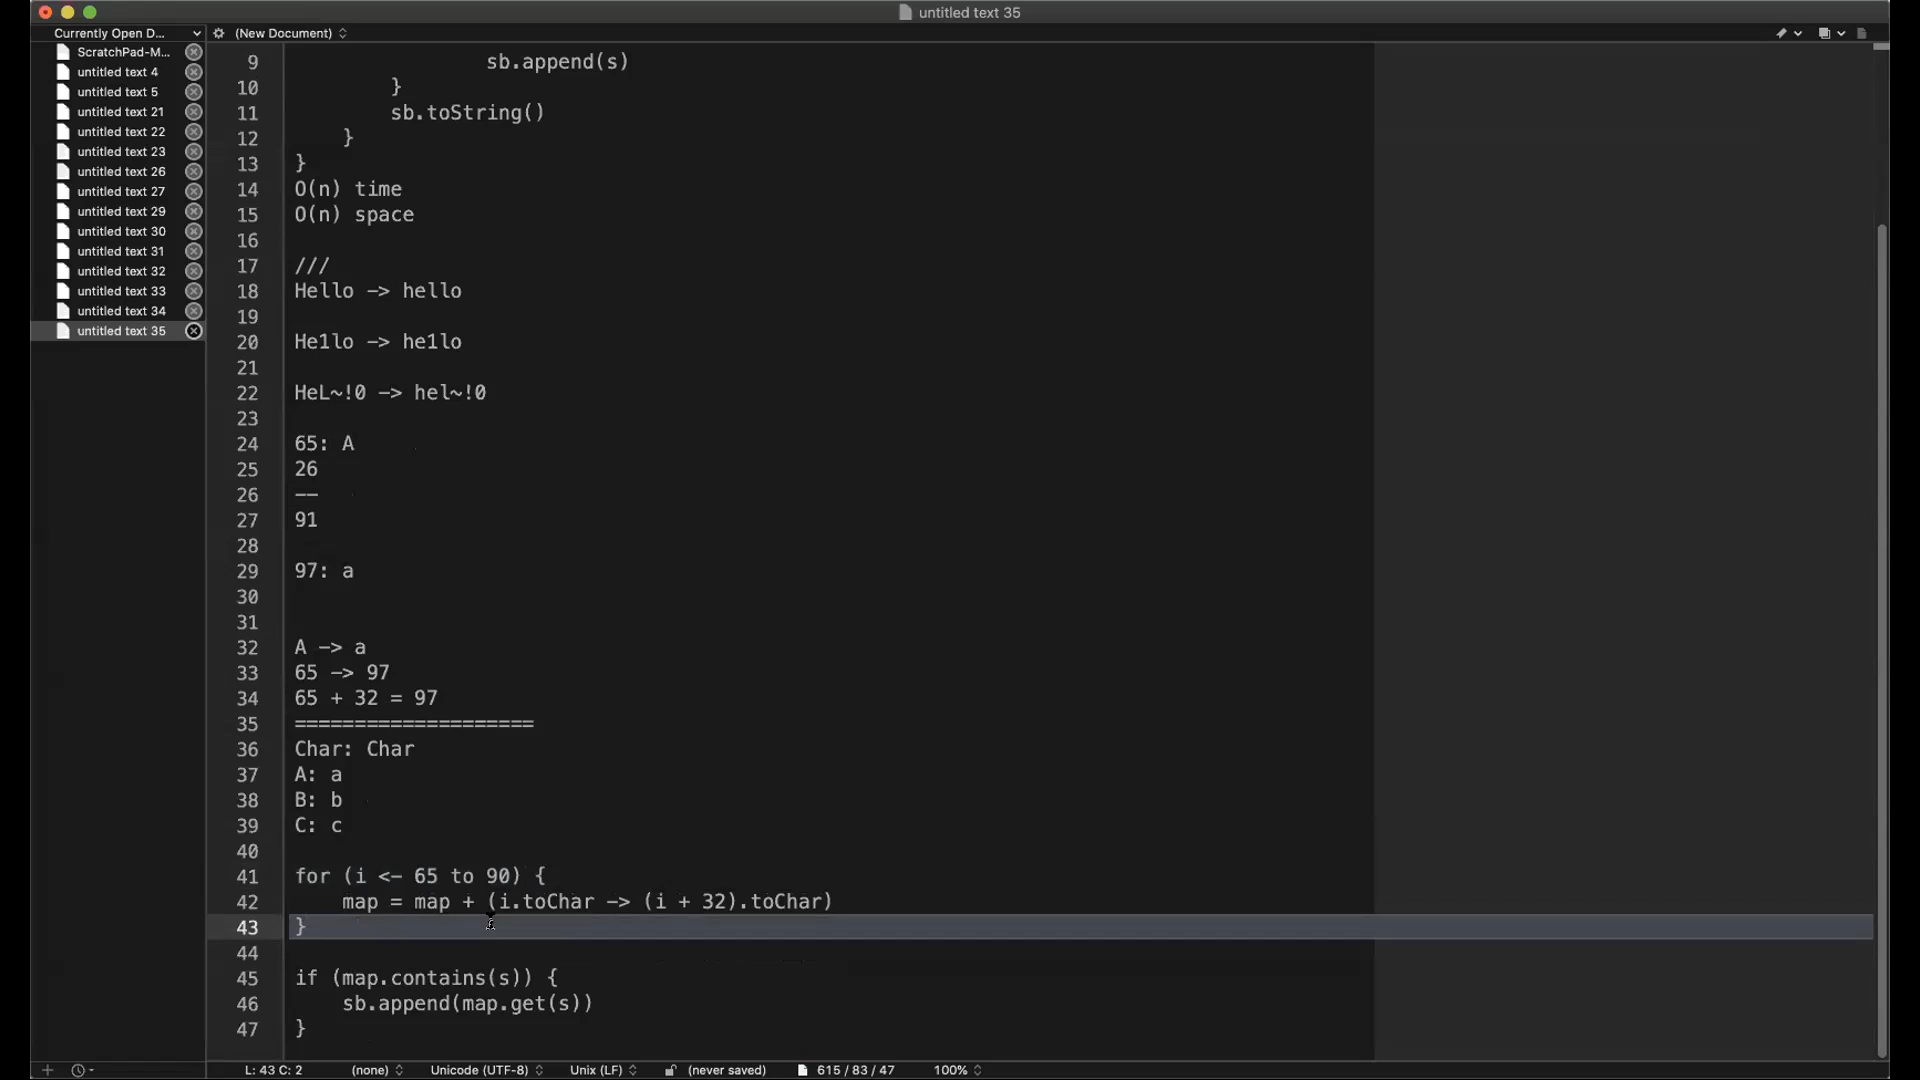 untitled text 35
Currently Open D...
(New Document)
ScratchPad-M...
untitled text 4
untitled text 5
untitled text 21
untitled text 22
untitled text 23
untitled text 26
untitled text 27
untitled text 29
untitled text 30
untitled text 31
untitled text 32
untitled text 33
untitled text 34
untitled text 35
9 sb.append(s)
10 }
11 sb.toString()
12 }
13 }
14 O(n) time
15 O(n) space
16
17 ///
18 Hello -> hello
19
20 He1lo -> he1lo
21
22 HeL~!0 -> hel~!0
23
24 65: A
25 26
26 --
27 91
28
29 97: a
30
31
32 A -> a
33 65 -> 97
34 65 + 32 = 97
35 ====================
36 Char: Char
37 A: a
38 B: b
39 C: c
40
41 for (i <- 65 to 90) {
42 map = map + (i.toChar -> (i + 32).toChar)
43 }
44
45 if (map.contains(s)) {
46 sb.append(map.get(s))
47 }
L: 43 C: 2 (none) Unicode (UTF-8) Unix (LF) (never saved) 615 / 83 / 47 100%